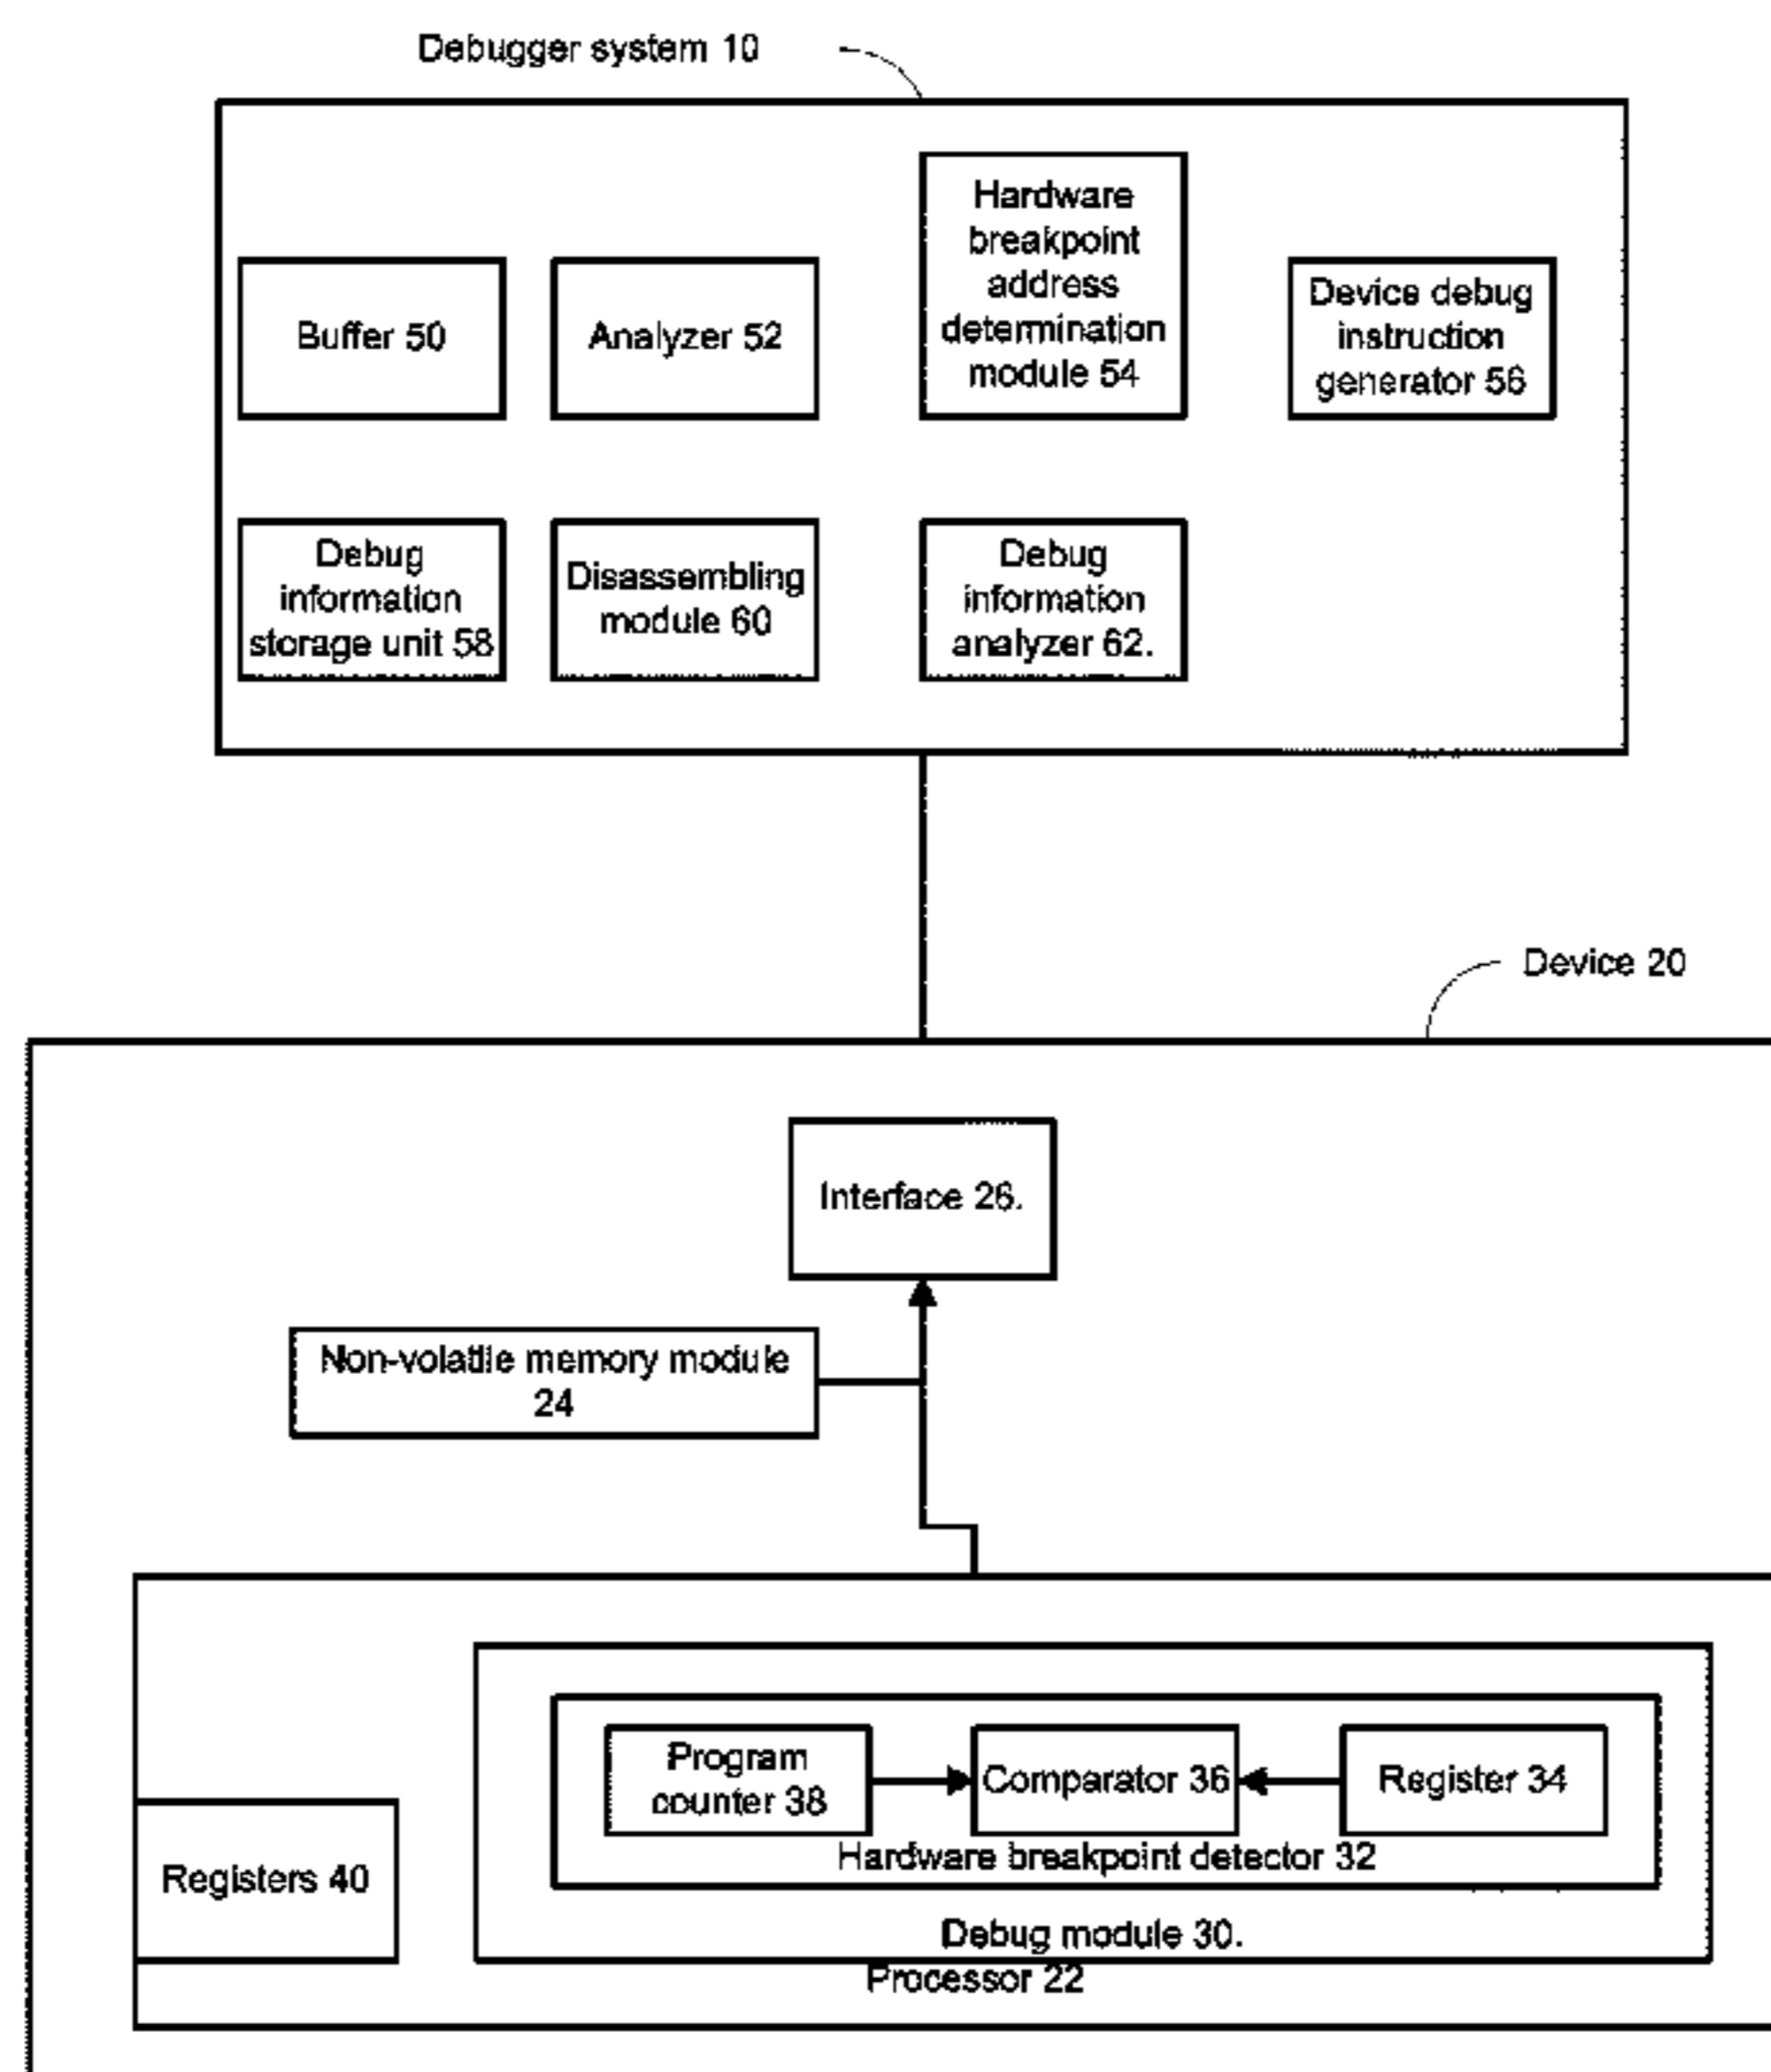 Debugger system 10
Hardware
breakpoint
address
determination
module 54
Buffer 50
Analyzer 52
Device debug
instruction
generator 56
Debug
information
storage unit 58
Disassembling
module 60
Debug
information
analyzer 62.
Device 20
Interface 26.
Non-volatile memory module
24
Program
counter 38
Comparator 36
Register 34
Hardware breakpoint detector 32
Registers 40
Debug module 30.
Processor 22